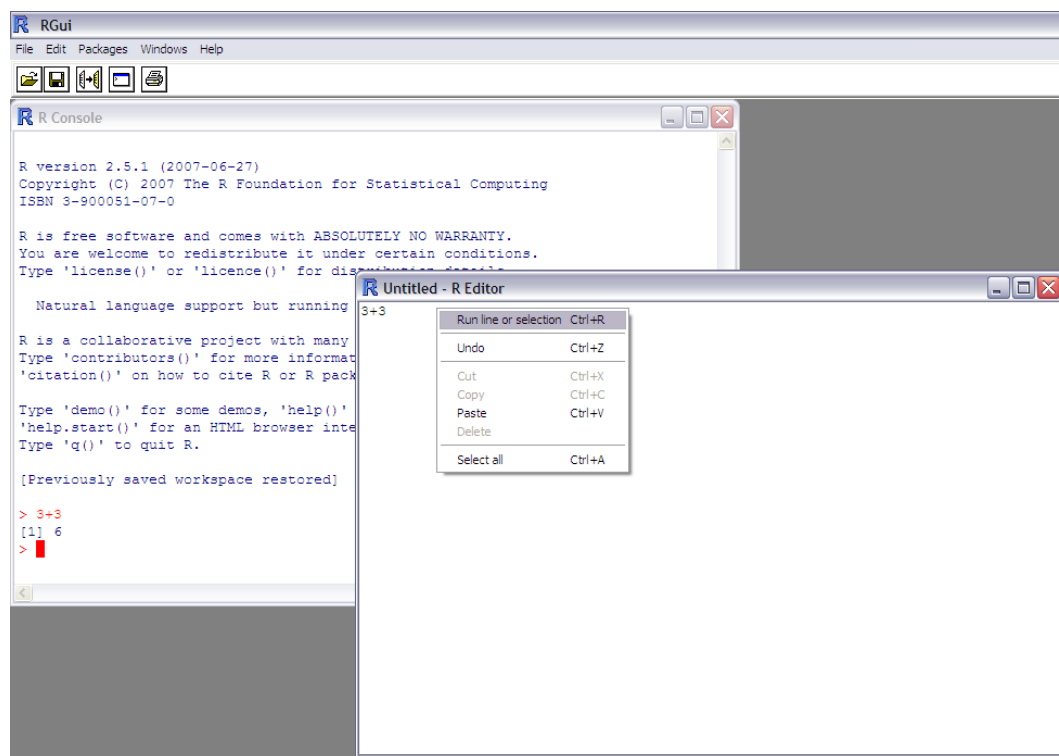 RGui
File Edit Packages Windows Help
R Console
R version 2.5.1 (2007-06-27)
Copyright (C) 2007 The R Foundation for Statistical Computing
ISBN 3-900051-07-0
R is free software and comes with ABSOLUTELY NO WARRANTY.
You are welcome to redistribute it under certain conditions.
Type 'license()' or 'licence()' for distribution details.
Natural language support but running
R is a collaborative project with many
Type 'contributors()' for more informat
'citation()' on how to cite R or R pack
Type 'demo()' for some demos, 'help()'
'help.start()' for an HTML browser inte
Type 'q()' to quit R.
[Previously saved workspace restored]
> 3+3
[1] 6
>
Untitled - R Editor
3+3
Run line or selection Ctrl+R
Undo Ctrl+Z
Cut Ctrl+X
Copy Ctrl+C
Paste Ctrl+V
Delete
Select all Ctrl+A